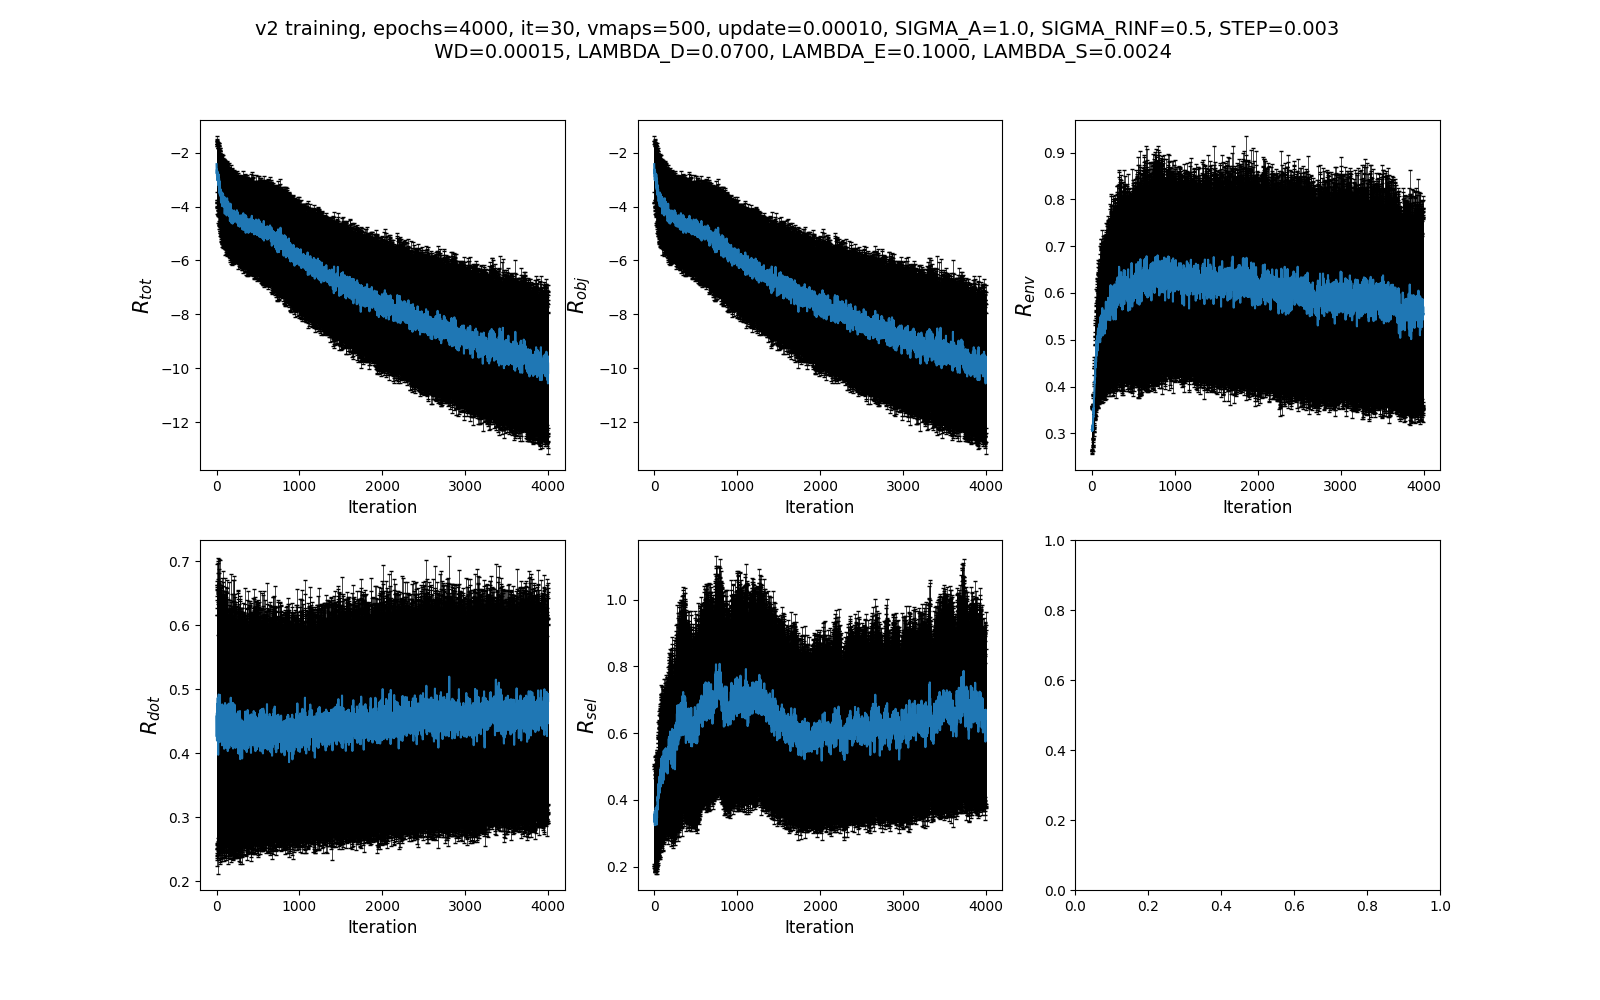 v2 training, epochs=4000, it=30, vmaps=500, update=0.00010, SIGMA_A=1.0, SIGMA_RINF=0.5, STEP=0.003
WD=0.00015, LAMBDA_D=0.0700, LAMBDA_E=0.1000, LAMBDA_S=0.0024
−2
−4
−6
−8
−10
−12
R_tot
0 1000 2000 3000 4000
Iteration
−2
−4
−6
−8
−10
−12
R_obj
0 1000 2000 3000 4000
Iteration
0.9
0.8
0.7
0.6
0.5
0.4
0.3
R_env
0 1000 2000 3000 4000
Iteration
0.7
0.6
0.5
0.4
0.3
0.2
R_dot
0 1000 2000 3000 4000
Iteration
1.0
0.8
0.6
0.4
0.2
R_sel
0 1000 2000 3000 4000
Iteration
1.0
0.8
0.6
0.4
0.2
0.0
0.0 0.2 0.4 0.6 0.8 1.0